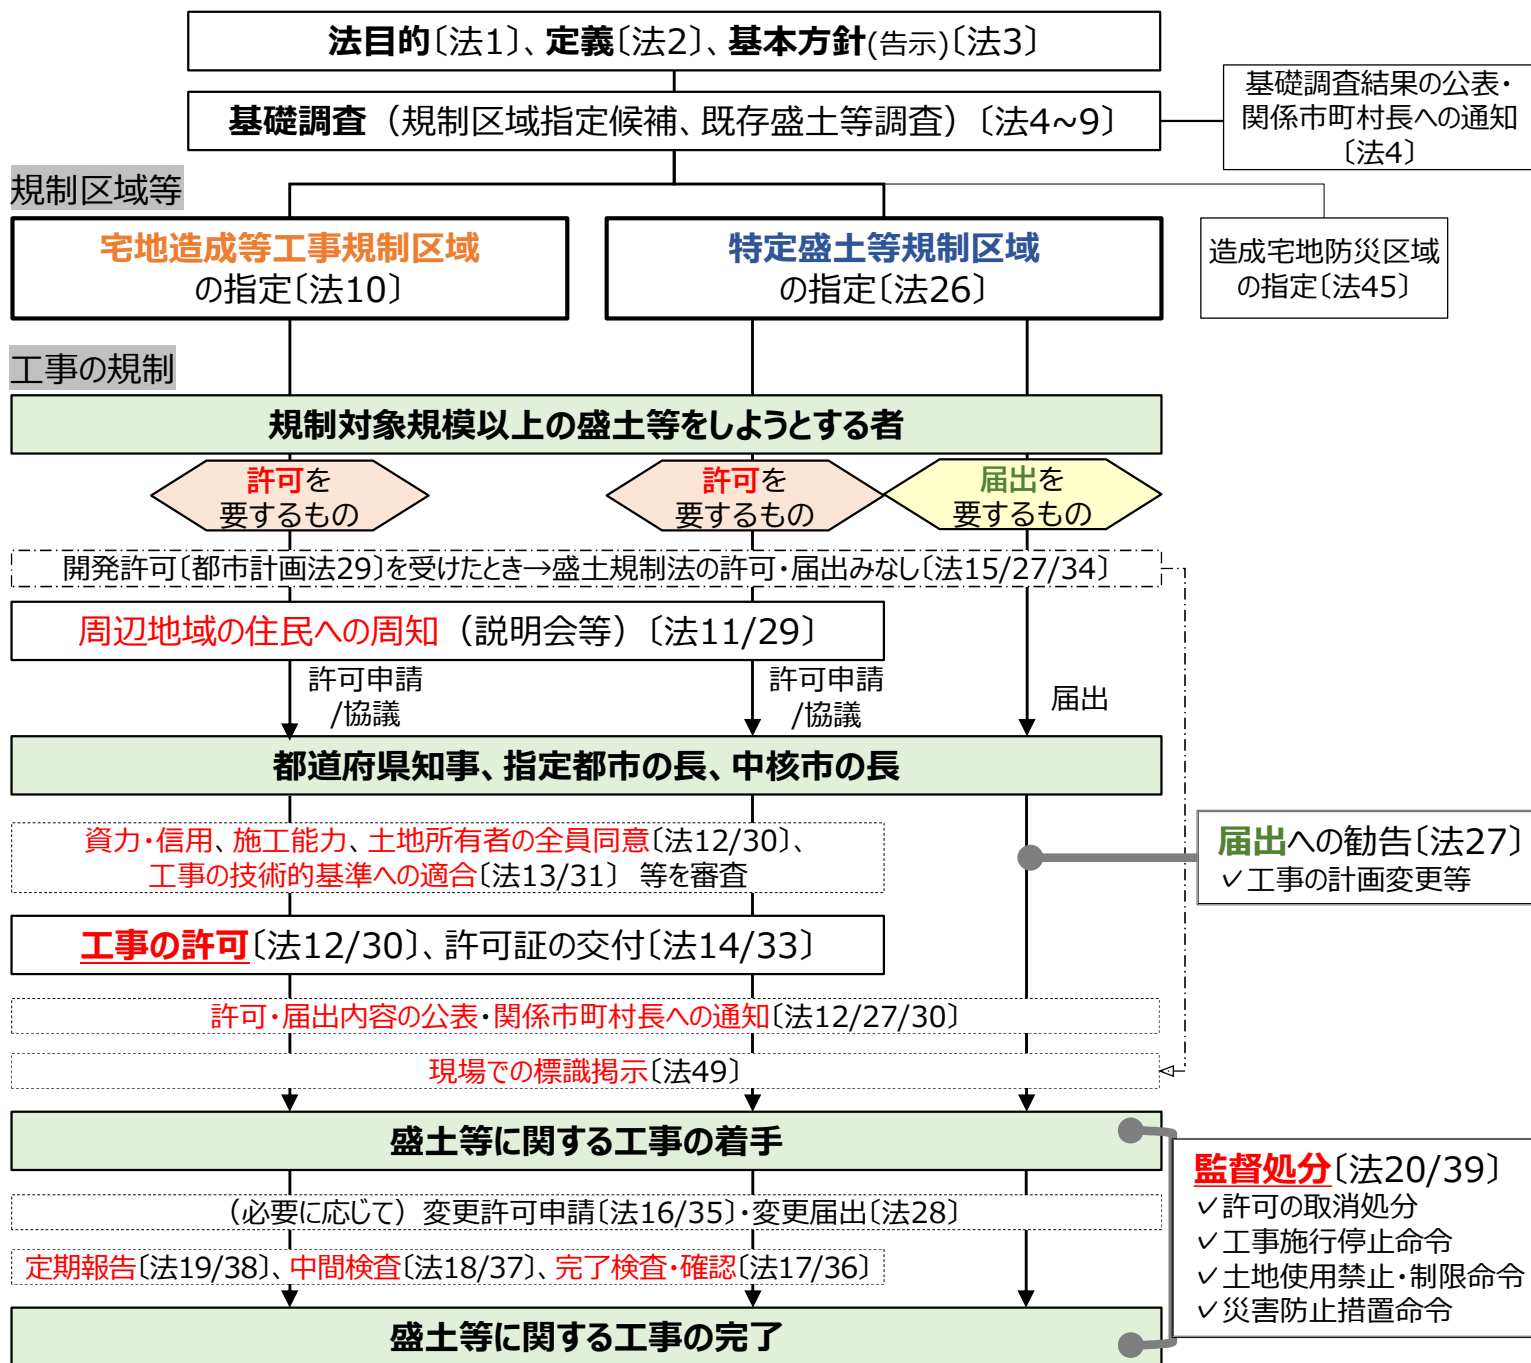 法目的〔法1〕、定義〔法2〕、基本方針(告示)〔法3〕
基礎調査（規制区域指定候補、既存盛土等調査）〔法4~9〕
基礎調査結果の公表・
関係市町村長への通知
〔法4〕
規制区域等
宅地造成等工事規制区域
の指定〔法10〕
特定盛土等規制区域
の指定〔法26〕
造成宅地防災区域
の指定〔法45〕
工事の規制
規制対象規模以上の盛土等をしようとする者
許可を
要するもの
許可を
要するもの
届出を
要するもの
開発許可〔都市計画法29〕を受けたとき→盛土規制法の許可・届出みなし〔法15/27/34〕
周辺地域の住民への周知（説明会等）〔法11/29〕
許可申請
/協議
許可申請
/協議
届出
都道府県知事、指定都市の長、中核市の長
資力・信用、施工能力、土地所有者の全員同意〔法12/30〕、
工事の技術的基準への適合〔法13/31〕 等を審査
届出への勧告〔法27〕
✓工事の計画変更等
工事の許可〔法12/30〕、許可証の交付〔法14/33〕
許可・届出内容の公表・関係市町村長への通知〔法12/27/30〕
現場での標識掲示〔法49〕
盛土等に関する工事の着手
監督処分〔法20/39〕
✓許可の取消処分
✓工事施行停止命令
✓土地使用禁止・制限命令
✓災害防止措置命令
（必要に応じて）変更許可申請〔法16/35〕・変更届出〔法28〕
定期報告〔法19/38〕、中間検査〔法18/37〕、完了検査・確認〔法17/36〕
盛土等に関する工事の完了